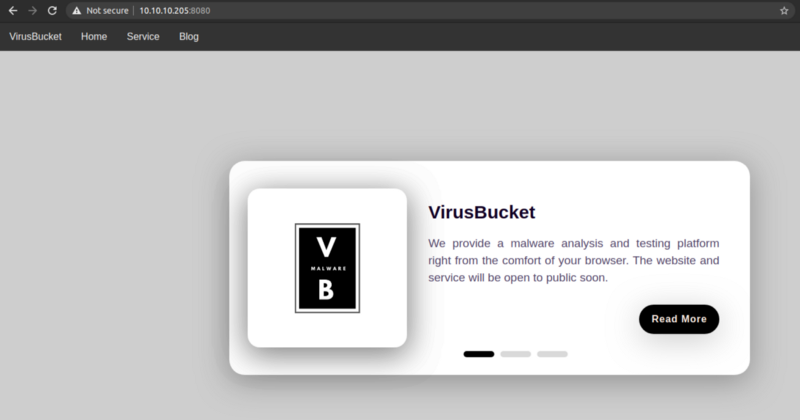 Not secure | 10.10.10.205:8080
VirusBucket Home Service Blog
V
MALWARE
B
VirusBucket
We provide a malware analysis and testing platform
right from the comfort of your browser. The website and
service will be open to public soon.
Read More